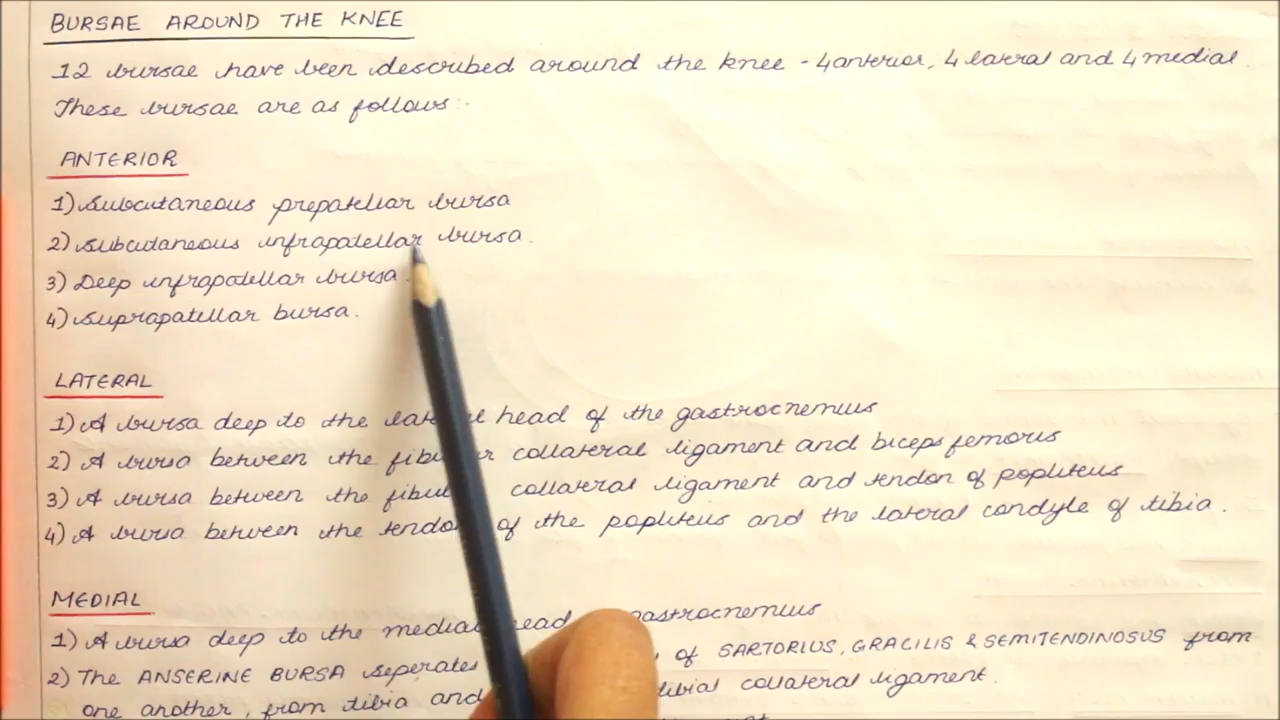 BURSAE AROUND THE KNEE
12 bursae have been described around the knee - 4 anterior, 4 lateral and 4 medial.
These bursae are as follows:.
ANTERIOR
1) Subcutaneous prepatellar bursa
2) Subcutaneous infrapatellar bursa.
3) Deep infrapatellar bursa.
4) Suprapatellar bursa.
LATERAL
1) A bursa deep to the lateral head of the gastrocnemius
2) A bursa between the fibular collateral ligament and biceps femoris
3) A bursa between the collateral ligament and tendon of popliteus
4) A bursa between the tendon of the popliteus and the lateral condyle of tibia.
MEDIAL
1) A bursa deep to the medial head gastrocnemius
2) The ANSERINE BURSA seperates of SARTORIUS, GRACILIS & SEMITENDINOSUS from
one another, from tibia and tibial collateral ligament.